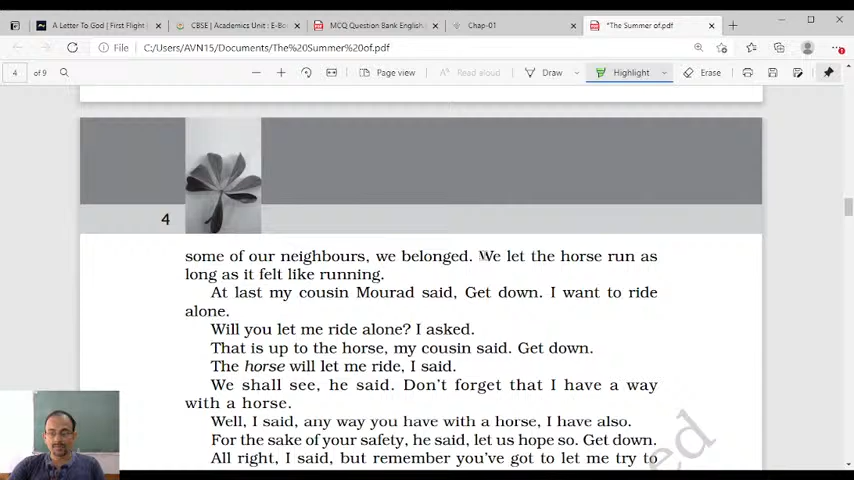 A Letter To God | First Flight
CBSE | Academics Unit : E-Bo
MCQ Question Bank English.
Chap-01
*The Summer of.pdf
File
C:/Users/AVN15/Documents/The%20Summer%20of.pdf
4 of 9
Page view
Read aloud
Draw
Highlight
Erase
4
some of our neighbours, we belonged. We let the horse run as
long as it felt like running.
At last my cousin Mourad said, Get down. I want to ride
alone.
Will you let me ride alone? I asked.
That is up to the horse, my cousin said. Get down.
The horse will let me ride, I said.
We shall see, he said. Don't forget that I have a way
with a horse.
Well, I said, any way you have with a horse, I have also.
For the sake of your safety, he said, let us hope so. Get down.
All right, I said, but remember you've got to let me try to